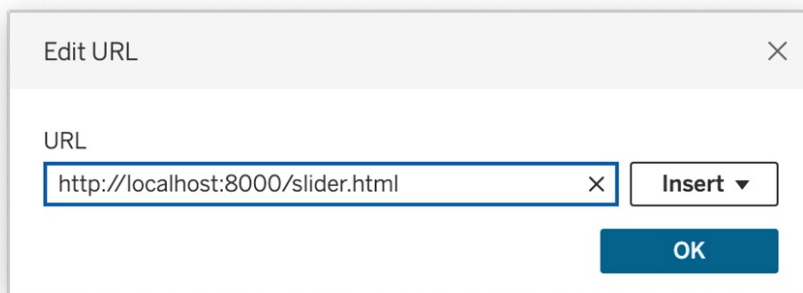 Edit URL
URL
http://localhost:8000/slider.html
Insert
OK